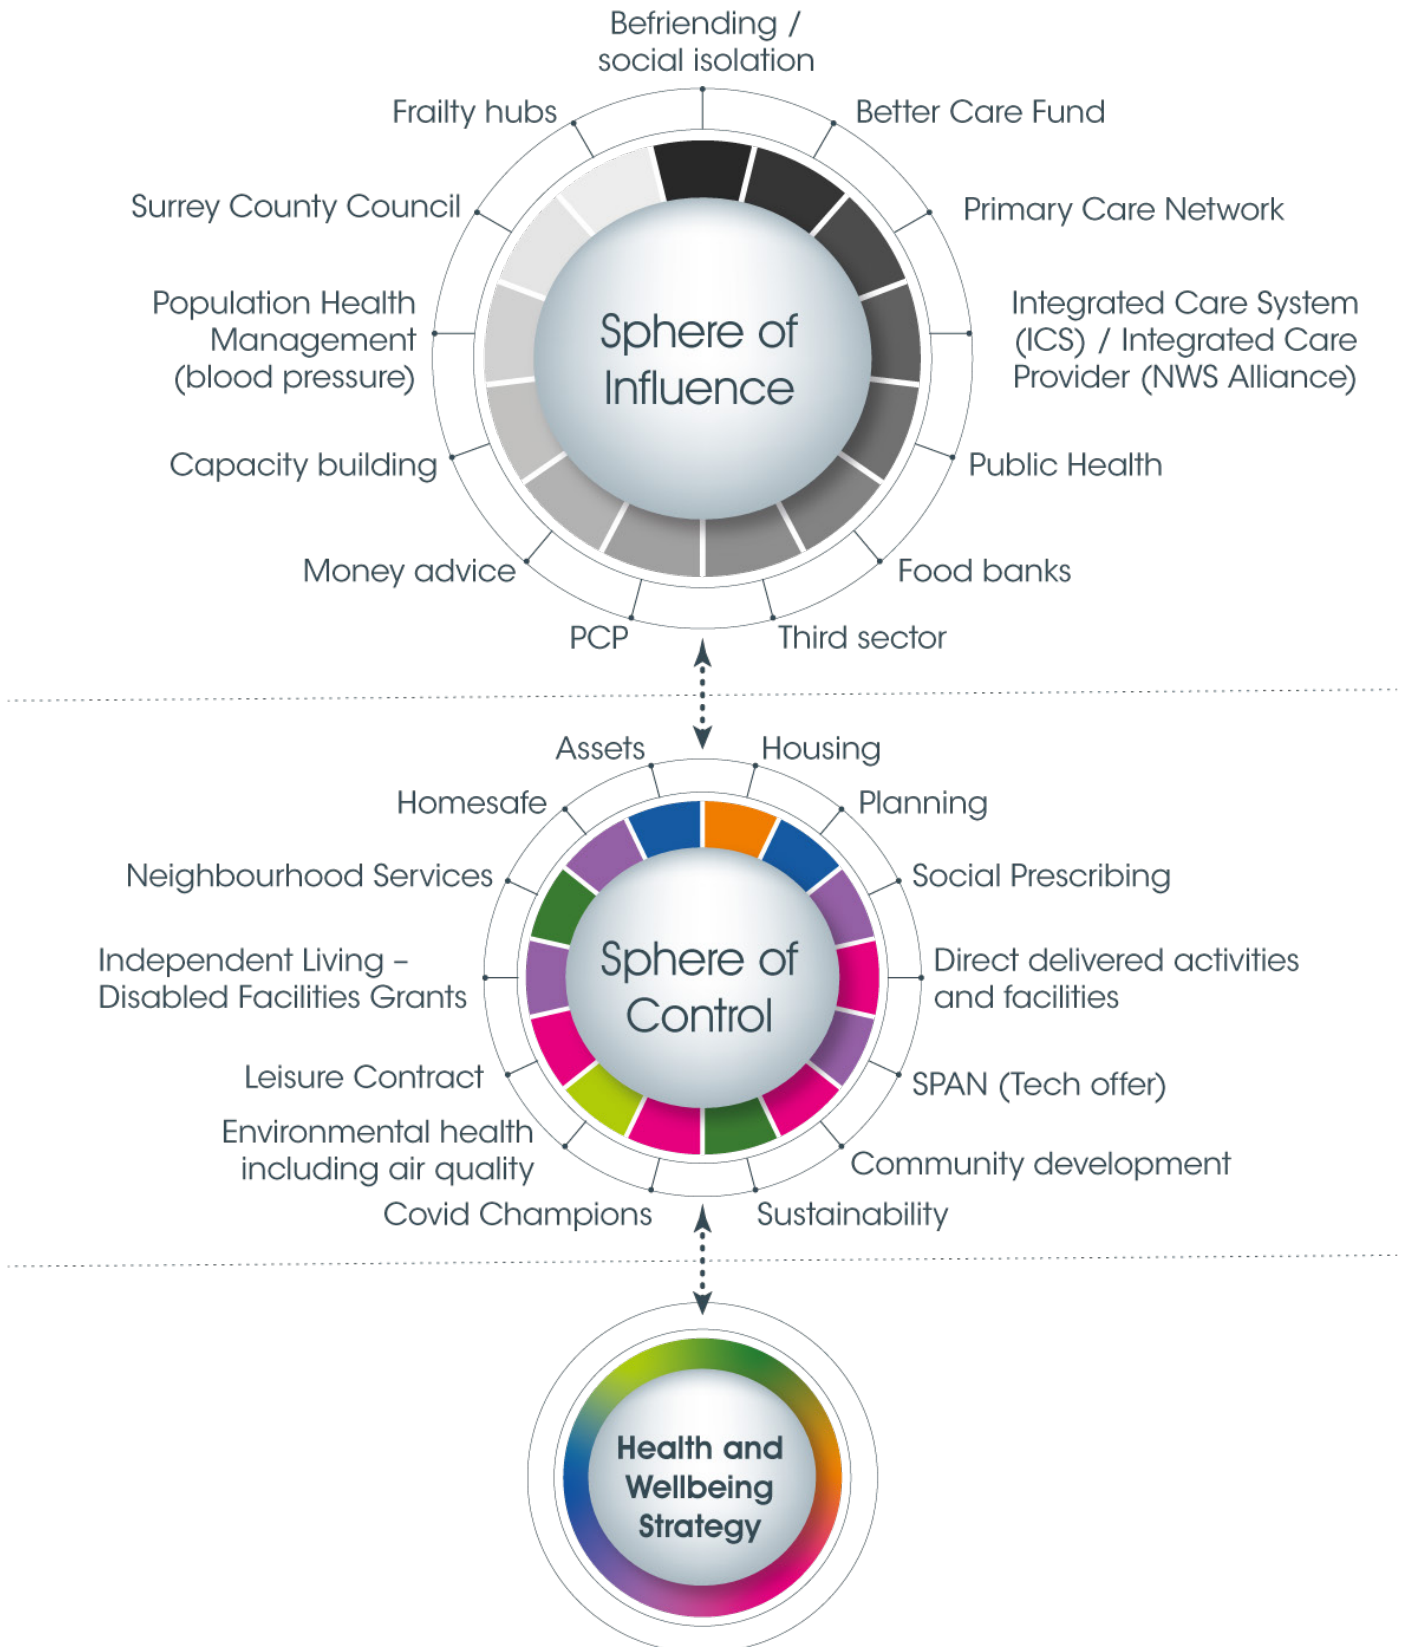 Befriending /
social isolation
Frailty hubs
Better Care Fund
Surrey County Council
Primary Care Network
Population Health
Management
(blood pressure)
Integrated Care System
(ICS) / Integrated Care
Provider (NWS Alliance)
Sphere of
Influence
Capacity building
Public Health
Money advice
Food banks
PCP
Third sector
Assets
Housing
Homesafe
Planning
Neighbourhood Services
Social Prescribing
Independent Living –
Disabled Facilities Grants
Sphere of
Control
Direct delivered activities
and facilities
Leisure Contract
SPAN (Tech offer)
Environmental health
including air quality
Community development
Covid Champions
Sustainability
Health and
Wellbeing
Strategy